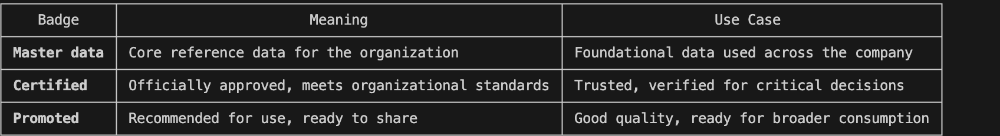 Badge Meaning Use Case
Master data Core reference data for the organization Foundational data used across the company
Certified Officially approved, meets organizational standards Trusted, verified for critical decisions
Promoted Recommended for use, ready to share Good quality, ready for broader consumption